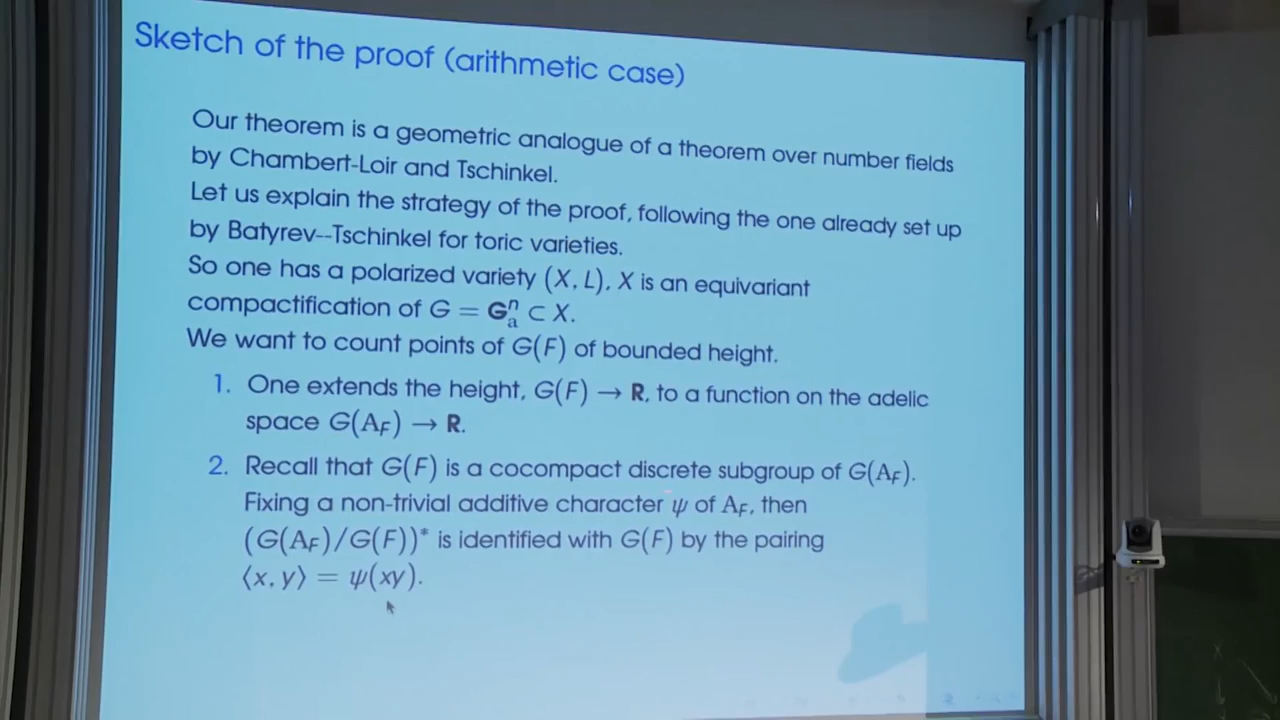 Sketch of the proof (arithmetic case)
Our theorem is a geometric analogue of a theorem over number fields
by Chambert-Loir and Tschinkel.
Let us explain the strategy of the proof, following the one already set up
by Batyrev--Tschinkel for toric varieties.
So one has a polarized variety (X, L), X is an equivariant
compactification of G = Gₐⁿ ⊂ X.
We want to count points of G(F) of bounded height.
1. One extends the height, G(F) → R, to a function on the adelic
space G(A_F) → R.
2. Recall that G(F) is a cocompact discrete subgroup of G(A_F).
Fixing a non-trivial additive character ψ of A_F, then
(G(A_F)/G(F))* is identified with G(F) by the pairing
⟨x, y⟩ = ψ(xy).